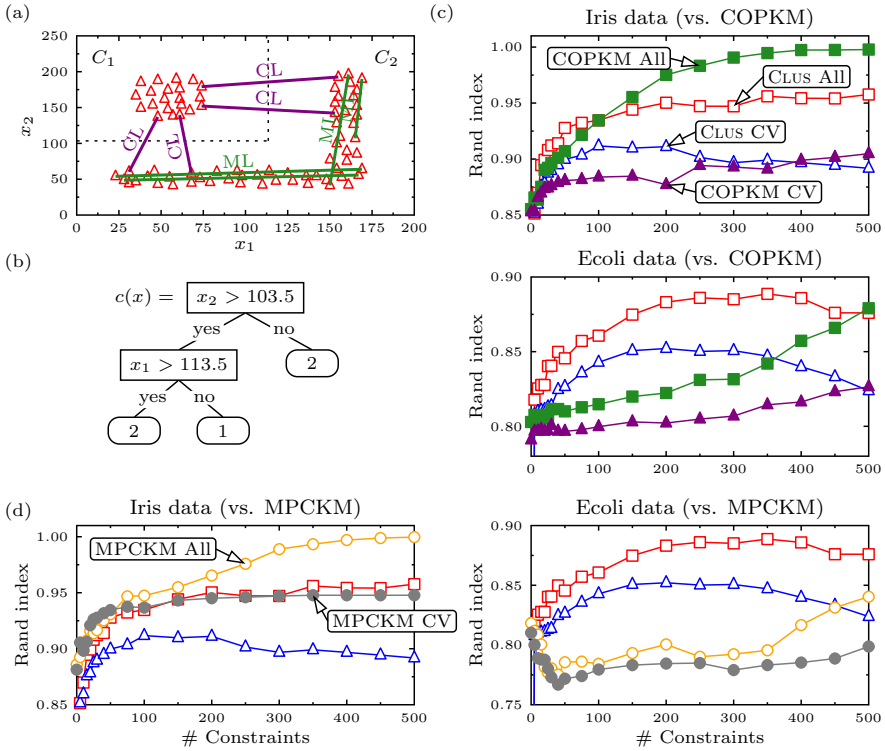 (a)
C1
C2
CL
CL
CL
CL
ML
ML
ML
x2
250
200
150
100
50
0
0 25 50 75 100 125 150 175 200
x1
(b)
c(x) =
x2 > 103.5
yes
no
x1 > 113.5
2
yes
no
2
1
(c)
Iris data (vs. COPKM)
Rand index
1.00
0.95
0.90
0.85
COPKM All
CLUS All
CLUS CV
COPKM CV
0 100 200 300 400 500
Ecoli data (vs. COPKM)
Rand index
0.90
0.85
0.80
0 100 200 300 400 500
(d)
Iris data (vs. MPCKM)
Rand index
1.00
0.95
0.90
0.85
MPCKM All
MPCKM CV
0 100 200 300 400 500
# Constraints
Ecoli data (vs. MPCKM)
Rand index
0.90
0.85
0.80
0.75
0 100 200 300 400 500
# Constraints